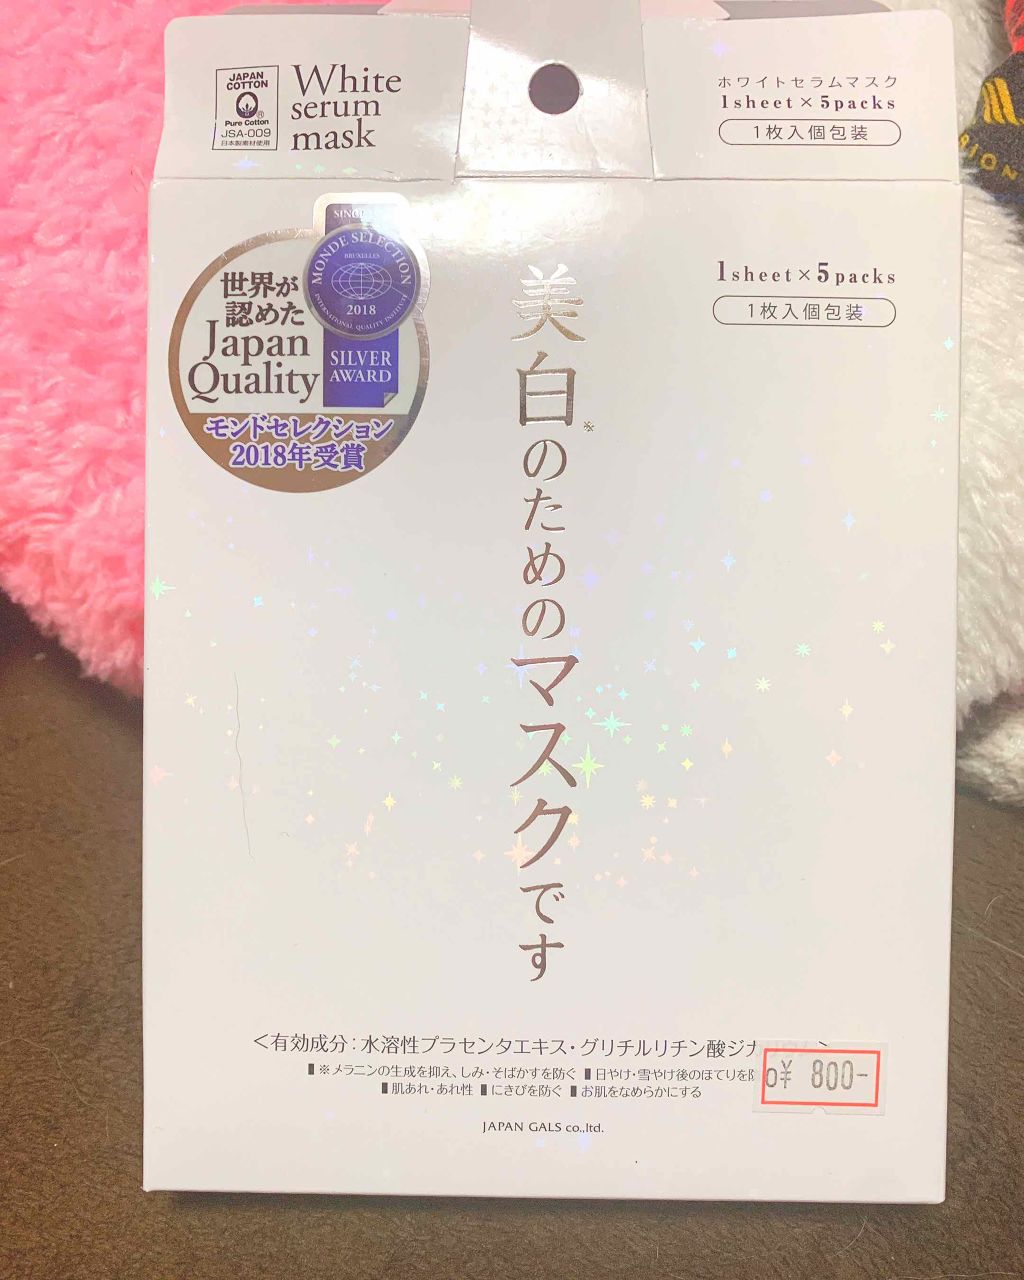 JAPAN
COTTON
Pure Cotton
JSA-009
日本製素材使用
White
serum
mask
ホワイトセラムマスク
1sheet×5packs
1枚入個包装
MONDE SELECTION
BRUXELLES
2018
INTERNATIONAL QUALITY INSTITUTE
SILVER
AWARD
世界が
認めた
Japan
Quality
モンドセレクション
2018年受賞
1sheet×5packs
1枚入個包装
美白※のためのマスクです
<有効成分:水溶性プラセンタエキス・グリチルリチン酸ジ
▮※メラニンの生成を抑え、しみ・そばかすを防ぐ ▮日やけ・雪やけ後のほてりを防
▮肌あれ・あれ性 ▮にきびを防ぐ ▮お肌をなめらかにする
¥ 800-
JAPAN GALS co.,ltd.